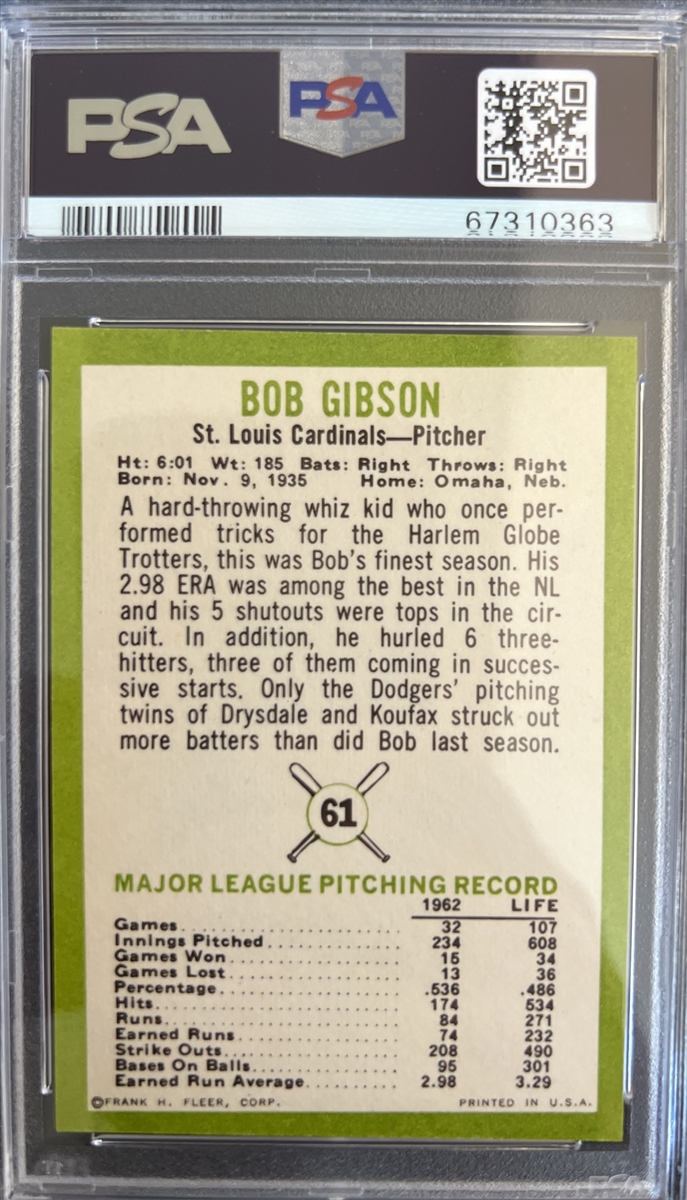 PSA PSA
67310363
BOB GIBSON
St. Louis Cardinals—Pitcher
Ht: 6:01 Wt: 185 Bats: Right Throws: Right
Born: Nov. 9, 1935 Home: Omaha, Neb.
A hard-throwing whiz kid who once per-
formed tricks for the Harlem Globe
Trotters, this was Bob's finest season. His
2.98 ERA was among the best in the NL
and his 5 shutouts were tops in the cir-
cuit. In addition, he hurled 6 three-
hitters, three of them coming in succes-
sive starts. Only the Dodgers' pitching
twins of Drysdale and Koufax struck out
more batters than did Bob last season.
61
MAJOR LEAGUE PITCHING RECORD
1962 LIFE
Games 32 107
Innings Pitched 234 608
Games Won 15 34
Games Lost 13 36
Percentage .536 .486
Hits 174 534
Runs 84 271
Earned Runs 74 232
Strike Outs 208 490
Bases On Balls 95 301
Earned Run Average 2.98 3.29
©FRANK H. FLEER, CORP. PRINTED IN U.S.A.